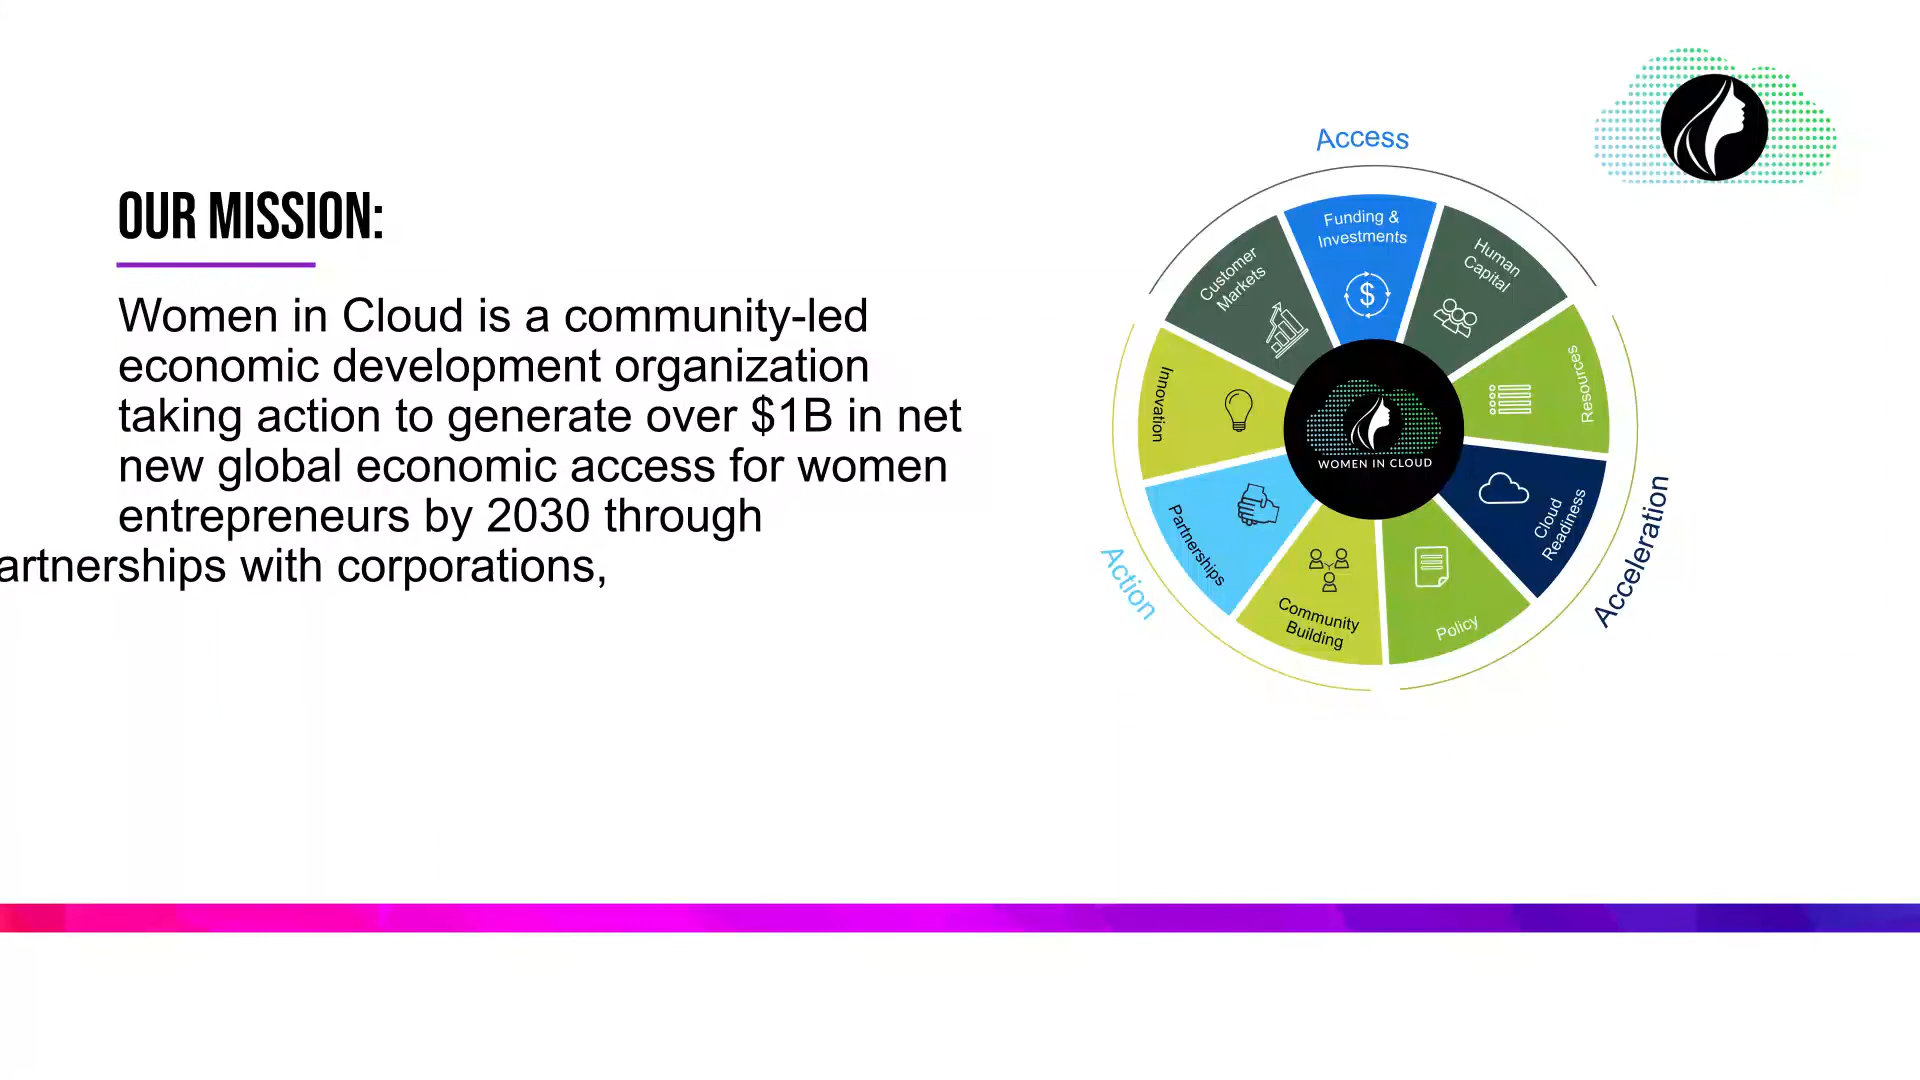 OUR MISSION:
Women in Cloud is a community-led
economic development organization
taking action to generate over $1B in net
new global economic access for women
entrepreneurs by 2030 through
artnerships with corporations,
Access
Funding &
Investments
Human
Capital
Resources
Cloud
Readiness
Policy
Community
Building
Partnerships
Innovation
Customer
Markets
$
WOMEN IN CLOUD
Action
Acceleration